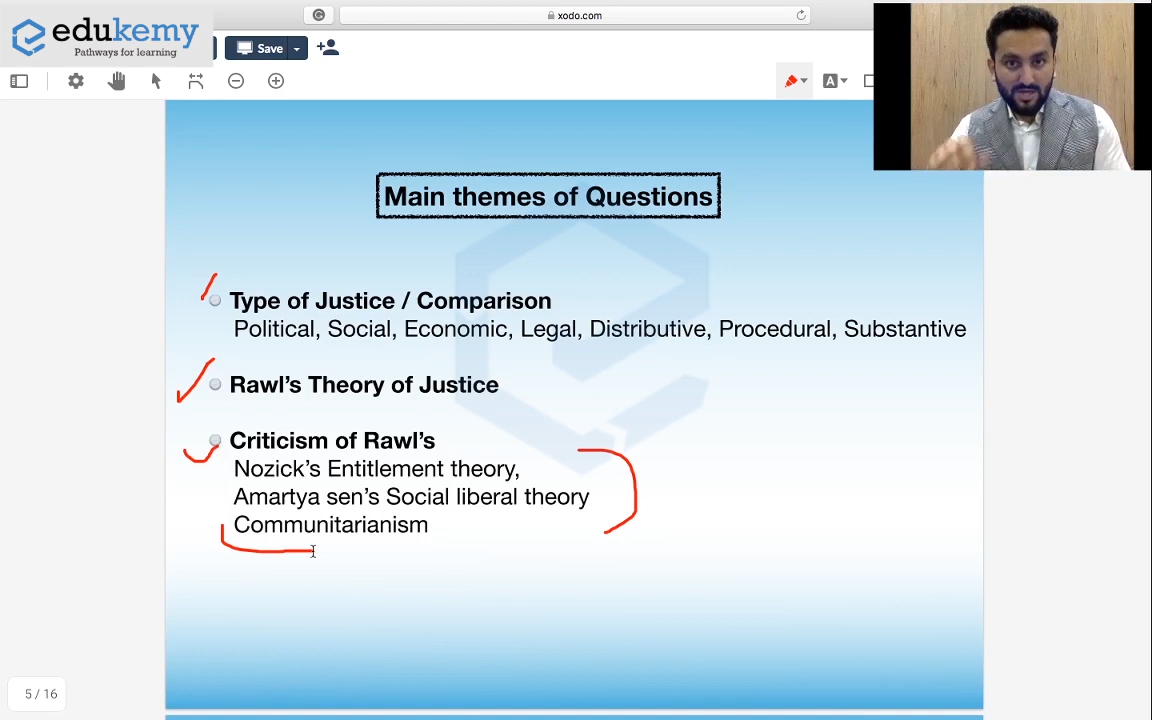 edukemy
Pathways for learning
xodo.com
Save
A
Main themes of Questions
Type of Justice / Comparison
Political, Social, Economic, Legal, Distributive, Procedural, Substantive
Rawl's Theory of Justice
Criticism of Rawl's
Nozick's Entitlement theory,
Amartya sen's Social liberal theory
Communitarianism
5 / 16